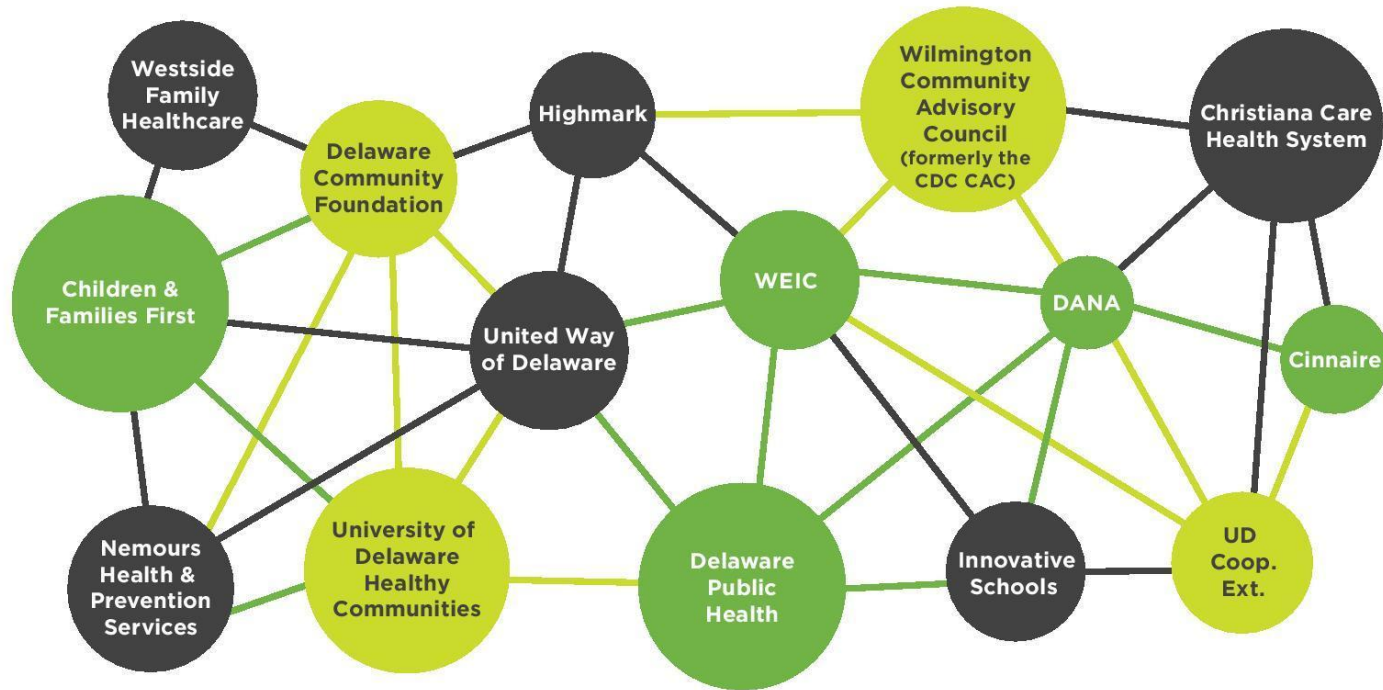 Westside
Family
Healthcare
Delaware
Community
Foundation
Highmark
Wilmington
Community
Advisory
Council
(formerly the
CDC CAC)
Christiana Care
Health System
Children &
Families First
United Way
of Delaware
WEIC
DANA
Cinnaire
Nemours
Health &
Prevention
Services
University of
Delaware
Healthy
Communities
Delaware
Public
Health
Innovative
Schools
UD
Coop.
Ext.